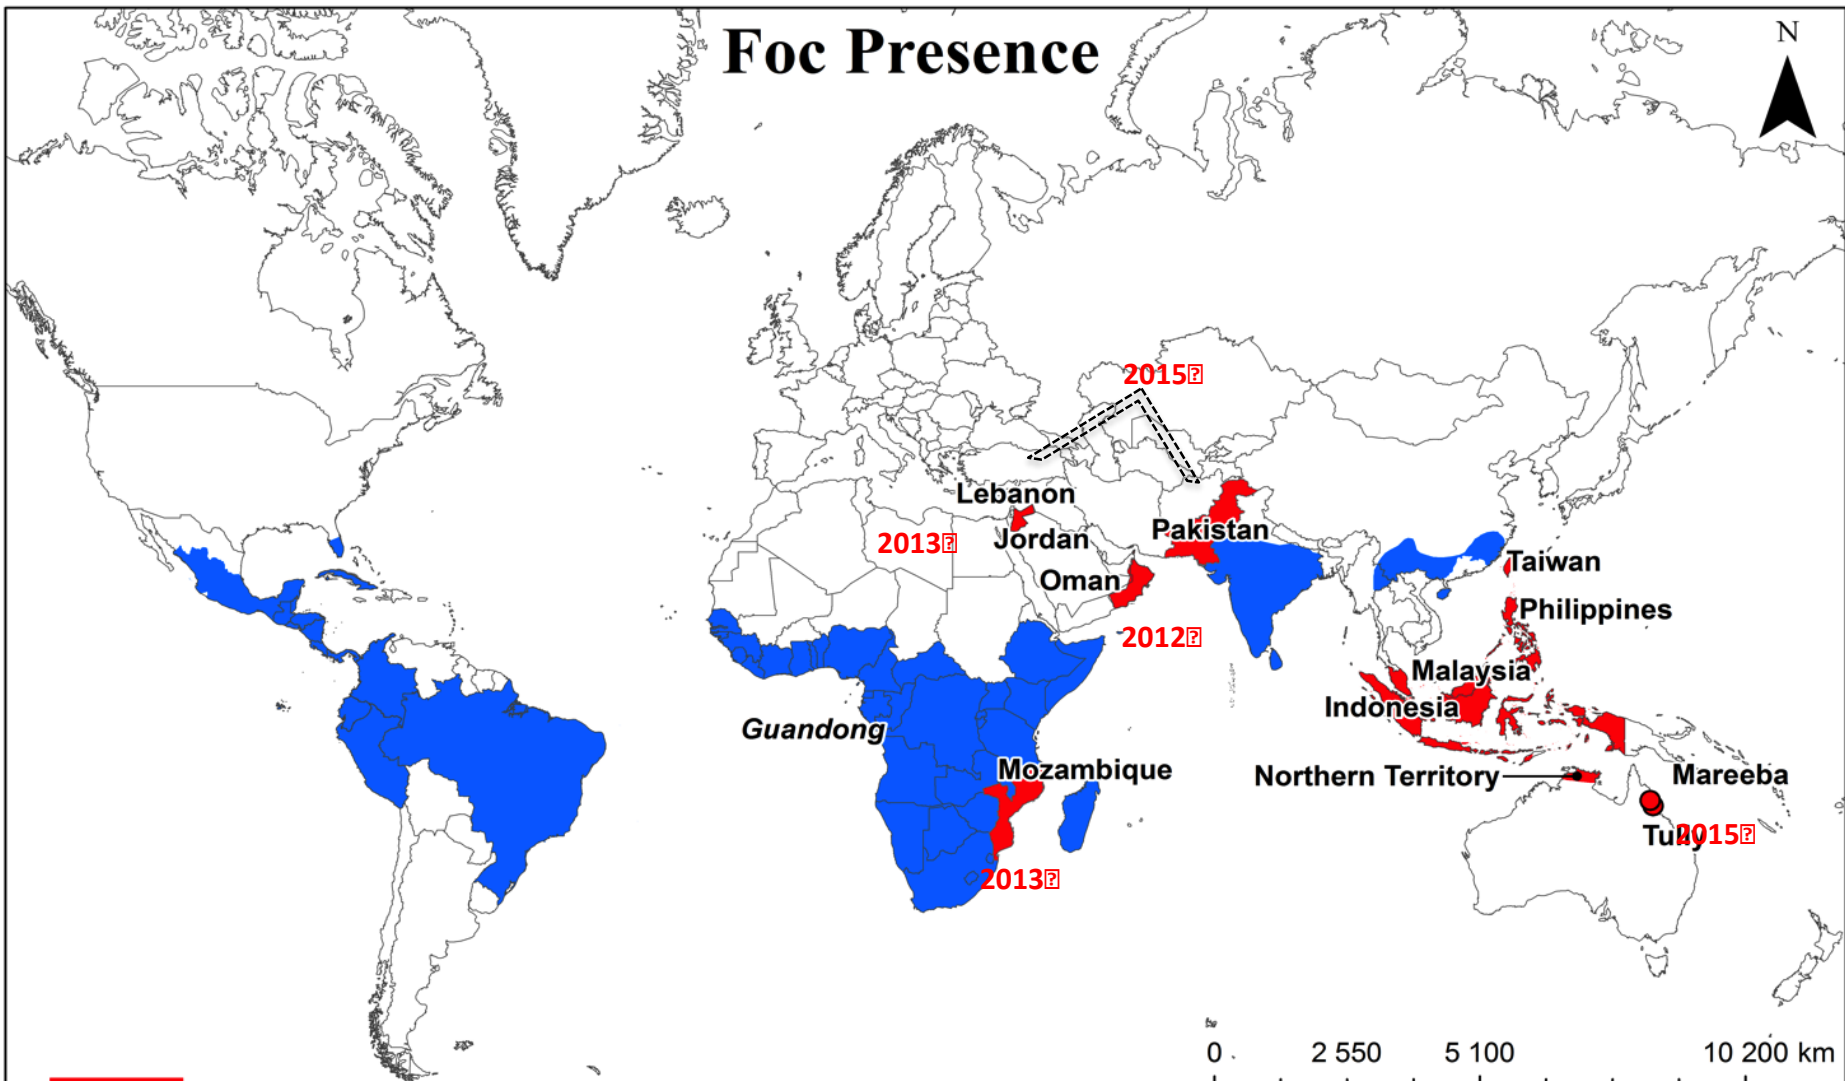 Foc Presence
N
2015
Lebanon
Pakistan
2013
Jordan
Taiwan
Oman
Philippines
2012
Malaysia
Indonesia
Guandong
Mozambique
Northern Territory
Mareeba
Tully
2015
2013
0
2 550
5 100
10 200 km